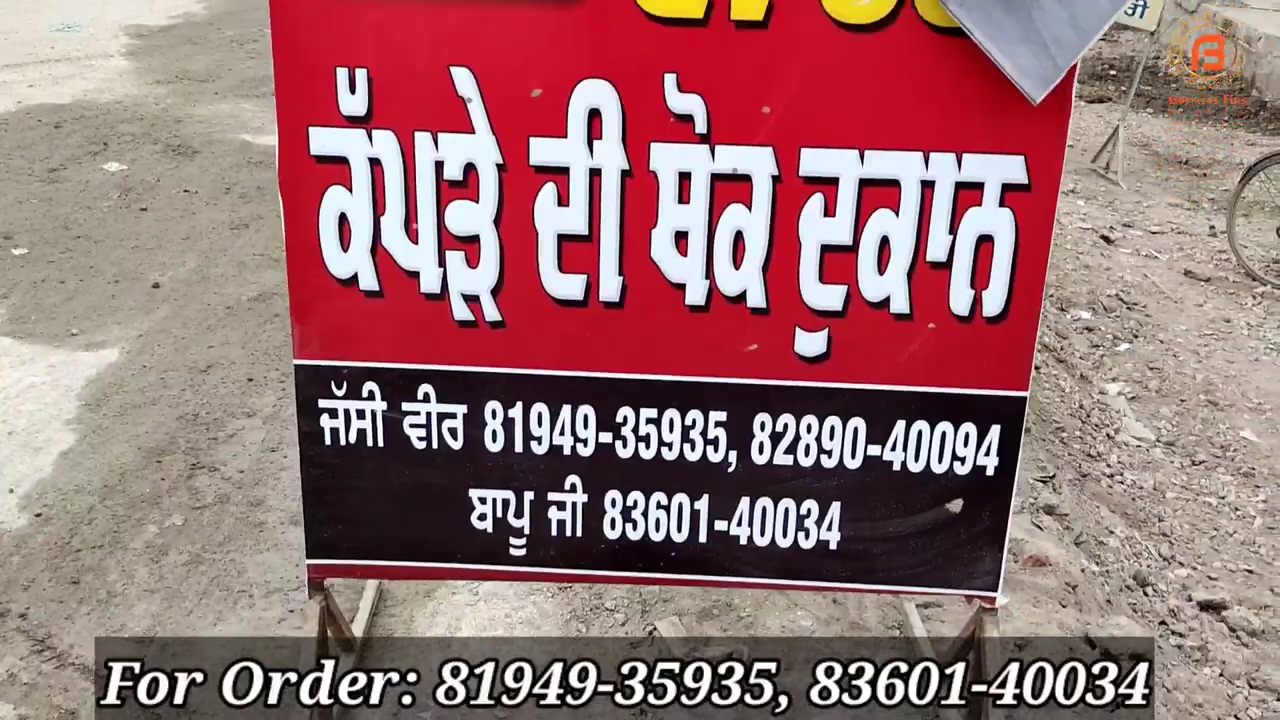 ਕੱਪੜੇ ਦੀ ਥੋਕ ਦੁਕਾਨ
ਜੱਸੀ ਵੀਰ 81949-35935, 82890-40094
ਬਾਪੂ ਜੀ 83601-40034
For Order: 81949-35935, 83601-40034